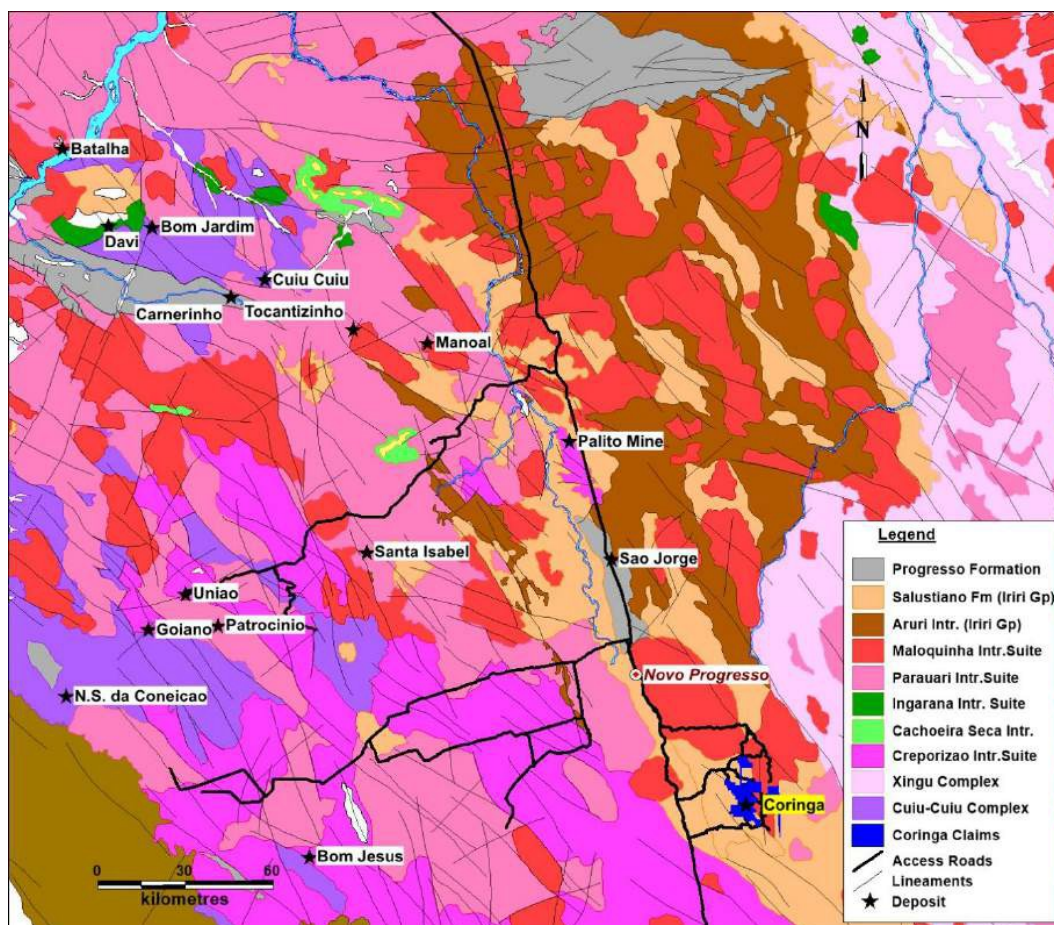 N
Batalha
Davi
Bom Jardim
Cuiu Cuiu
Carnerinho
Tocantizinho
Manoal
Palito Mine
Santa Isabel
Sao Jorge
Uniao
Goiano
Patrocinio
Novo Progresso
N.S. da Coneicao
Coringa
Bom Jesus
0 30 60
kilometres
Legend
Progresso Formation
Salustiano Fm (Iriri Gp)
Aruri Intr. (Iriri Gp)
Maloquinha Intr.Suite
Parauari Intr.Suite
Ingarana Intr. Suite
Cachoeira Seca Intr.
Creporizao Intr.Suite
Xingu Complex
Cuiu-Cuiu Complex
Coringa Claims
Access Roads
Lineaments
Deposit